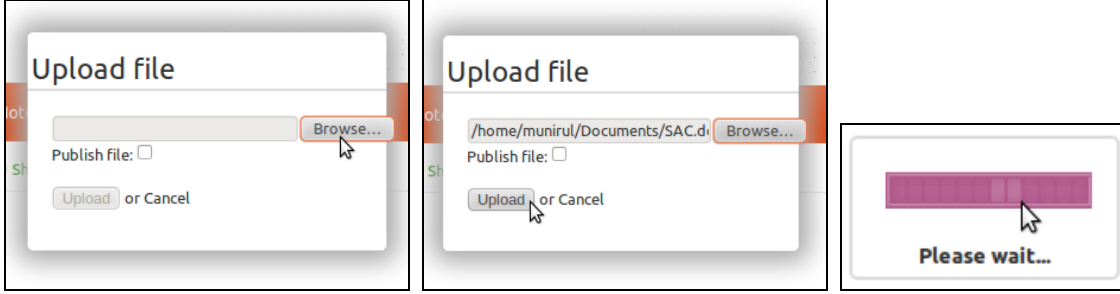 Upload file
Browse...
Publish file:
Upload or Cancel
Upload file
/home/munirul/Documents/SAC.d Browse...
Publish file:
Upload or Cancel
Please wait...